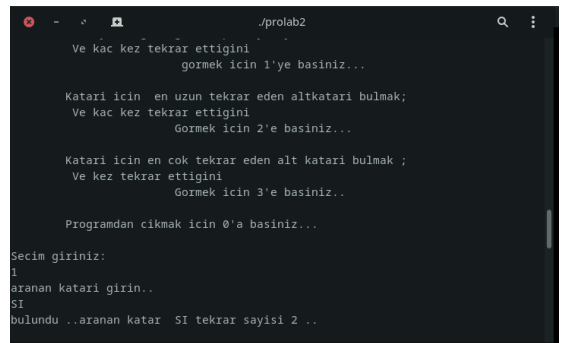 ./prolab2
Ve kac kez tekrar ettigini
gormek icin 1'ye basiniz...
Katari icin en uzun tekrar eden altkatari bulmak;
Ve kac kez tekrar ettigini
Gormek icin 2'e basiniz...
Katari icin en cok tekrar eden alt katari bulmak ;
Ve kez tekrar ettigini
Gormek icin 3'e basiniz..
Programdan cikmak icin 0'a basiniz...
Secim giriniz:
1
aranan katari girin..
SI
bulundu ..aranan katar SI tekrar sayisi 2 ..